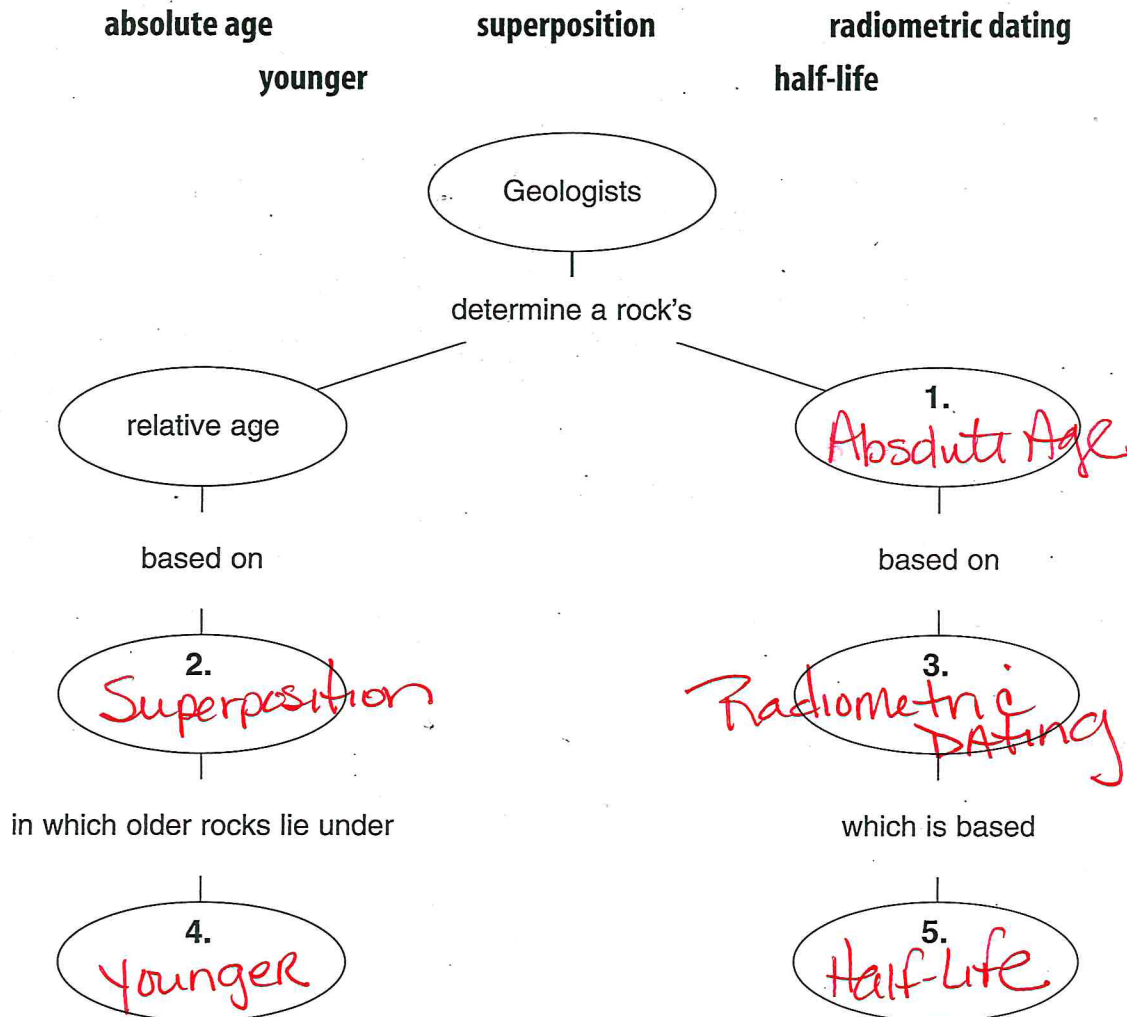 absolute age superposition radiometric dating
younger half-life
Geologists
determine a rock's
relative age
1.
Absolute Age
based on based on
2.
Superposition
3.
Radiometric
DAting
in which older rocks lie under which is based
4.
Younger
5.
Half-Life